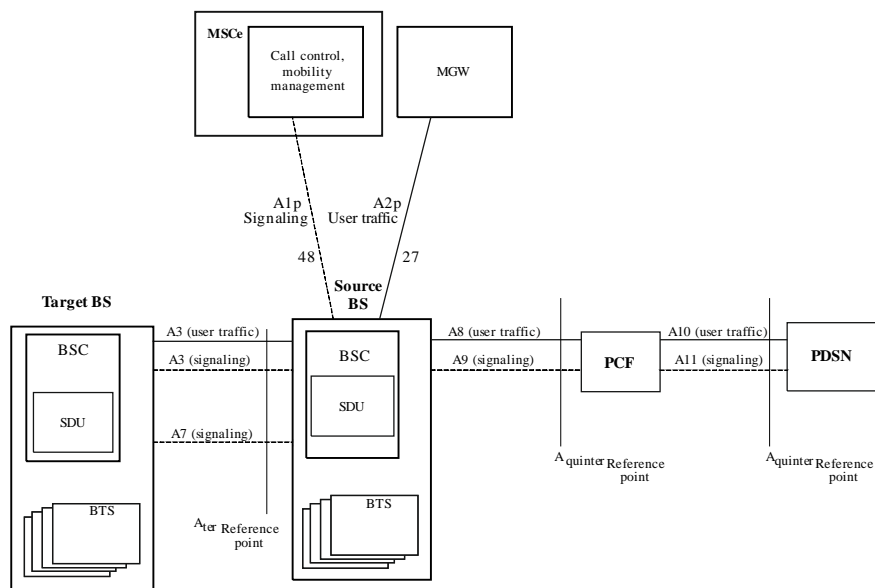 MSCe
Call control,
mobility
management
MGW
A1p
Signaling
A2p
User traffic
48
27
Source
BS
Target BS
A3 (user traffic)
A8 (user traffic)
A10 (user traffic)
BSC
BSC
A3 (signaling)
A9 (signaling)
PCF
A11 (signaling)
PDSN
SDU
SDU
A7 (signaling)
A quinter Reference
point
A quinter Reference
point
BTS
BTS
Ater Reference
point